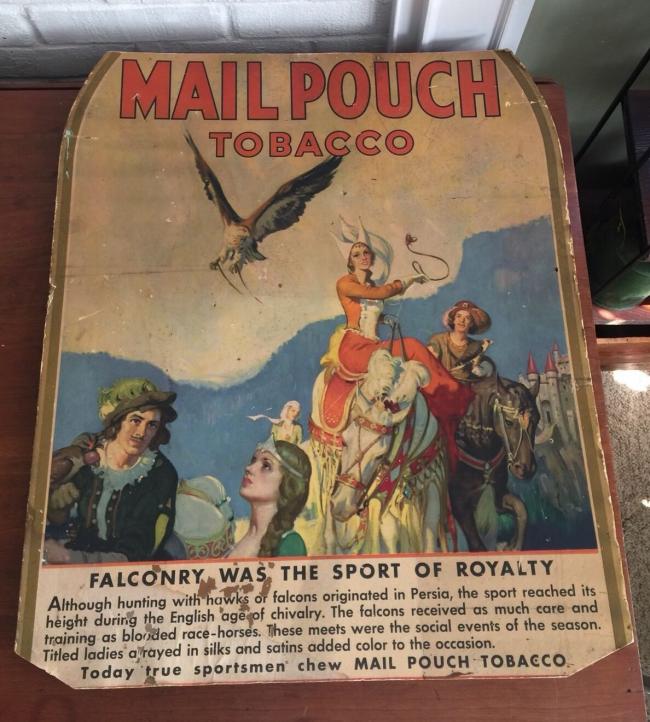 MAIL POUCH
TOBACCO
FALCONRY WAS THE SPORT OF ROYALTY
Although hunting with hawks or falcons originated in Persia, the sport reached its
height during the English age of chivalry. The falcons received as much care and
training as blooded race-horses. These meets were the social events of the season.
Titled ladies arrayed in silks and satins added color to the occasion.
Today true sportsmen chew MAIL POUCH TOBACCO.